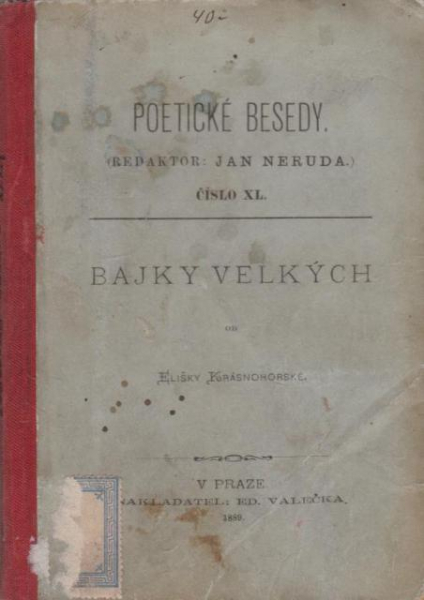 40-
POETICKÉ BESEDY.
(REDAKTOR: JAN NERUDA.)
ČÍSLO XL.
BAJKY VELKÝCH
OD
ELIŠKY KRÁSNOHORSKÉ.
V PRAZE
NAKLADATEL: ED. VALEČKA.
1889.